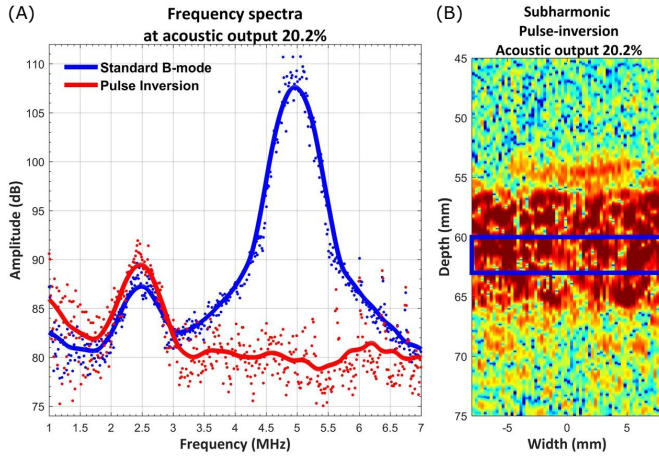 (A)
Frequency spectra
at acoustic output 20.2%
Standard B-mode
Pulse Inversion
Amplitude (dB)
110
105
100
95
90
85
80
75
1 1.5 2 2.5 3 3.5 4 4.5 5 5.5 6 6.5 7
Frequency (MHz)
(B)
Subharmonic
Pulse-inversion
Acoustic output 20.2%
Depth (mm)
45
50
55
60
65
70
75
-5 0 5
Width (mm)